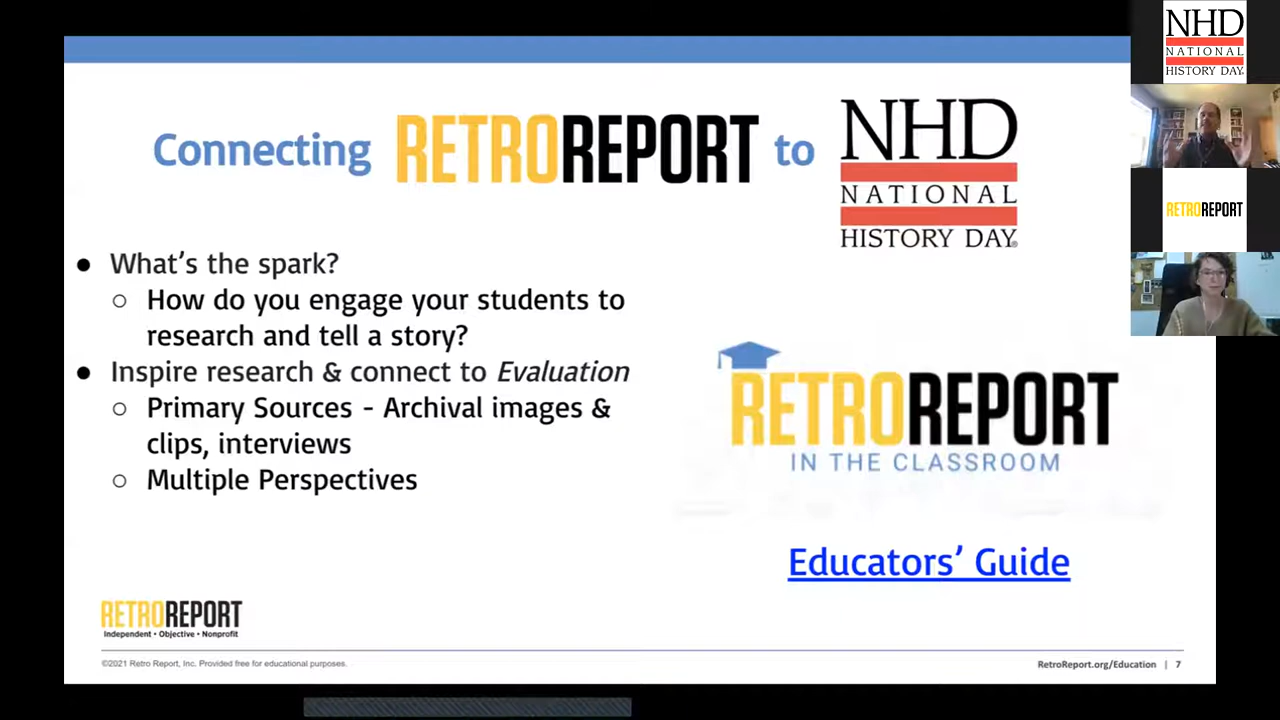 Connecting RETROREPORT to
NHD
NATIONAL
HISTORY DAY®
● What's the spark?
○ How do you engage your students to
research and tell a story?
● Inspire research & connect to Evaluation
○ Primary Sources - Archival images &
clips, interviews
○ Multiple Perspectives
RETROREPORT
IN THE CLASSROOM
Educators' Guide
RETROREPORT
Independent • Objective • Nonprofit
©2021 Retro Report, Inc. Provided free for educational purposes.
RetroReport.org/Education | 7
NHD
NATIONAL
HISTORY DAY
RETROREPORT